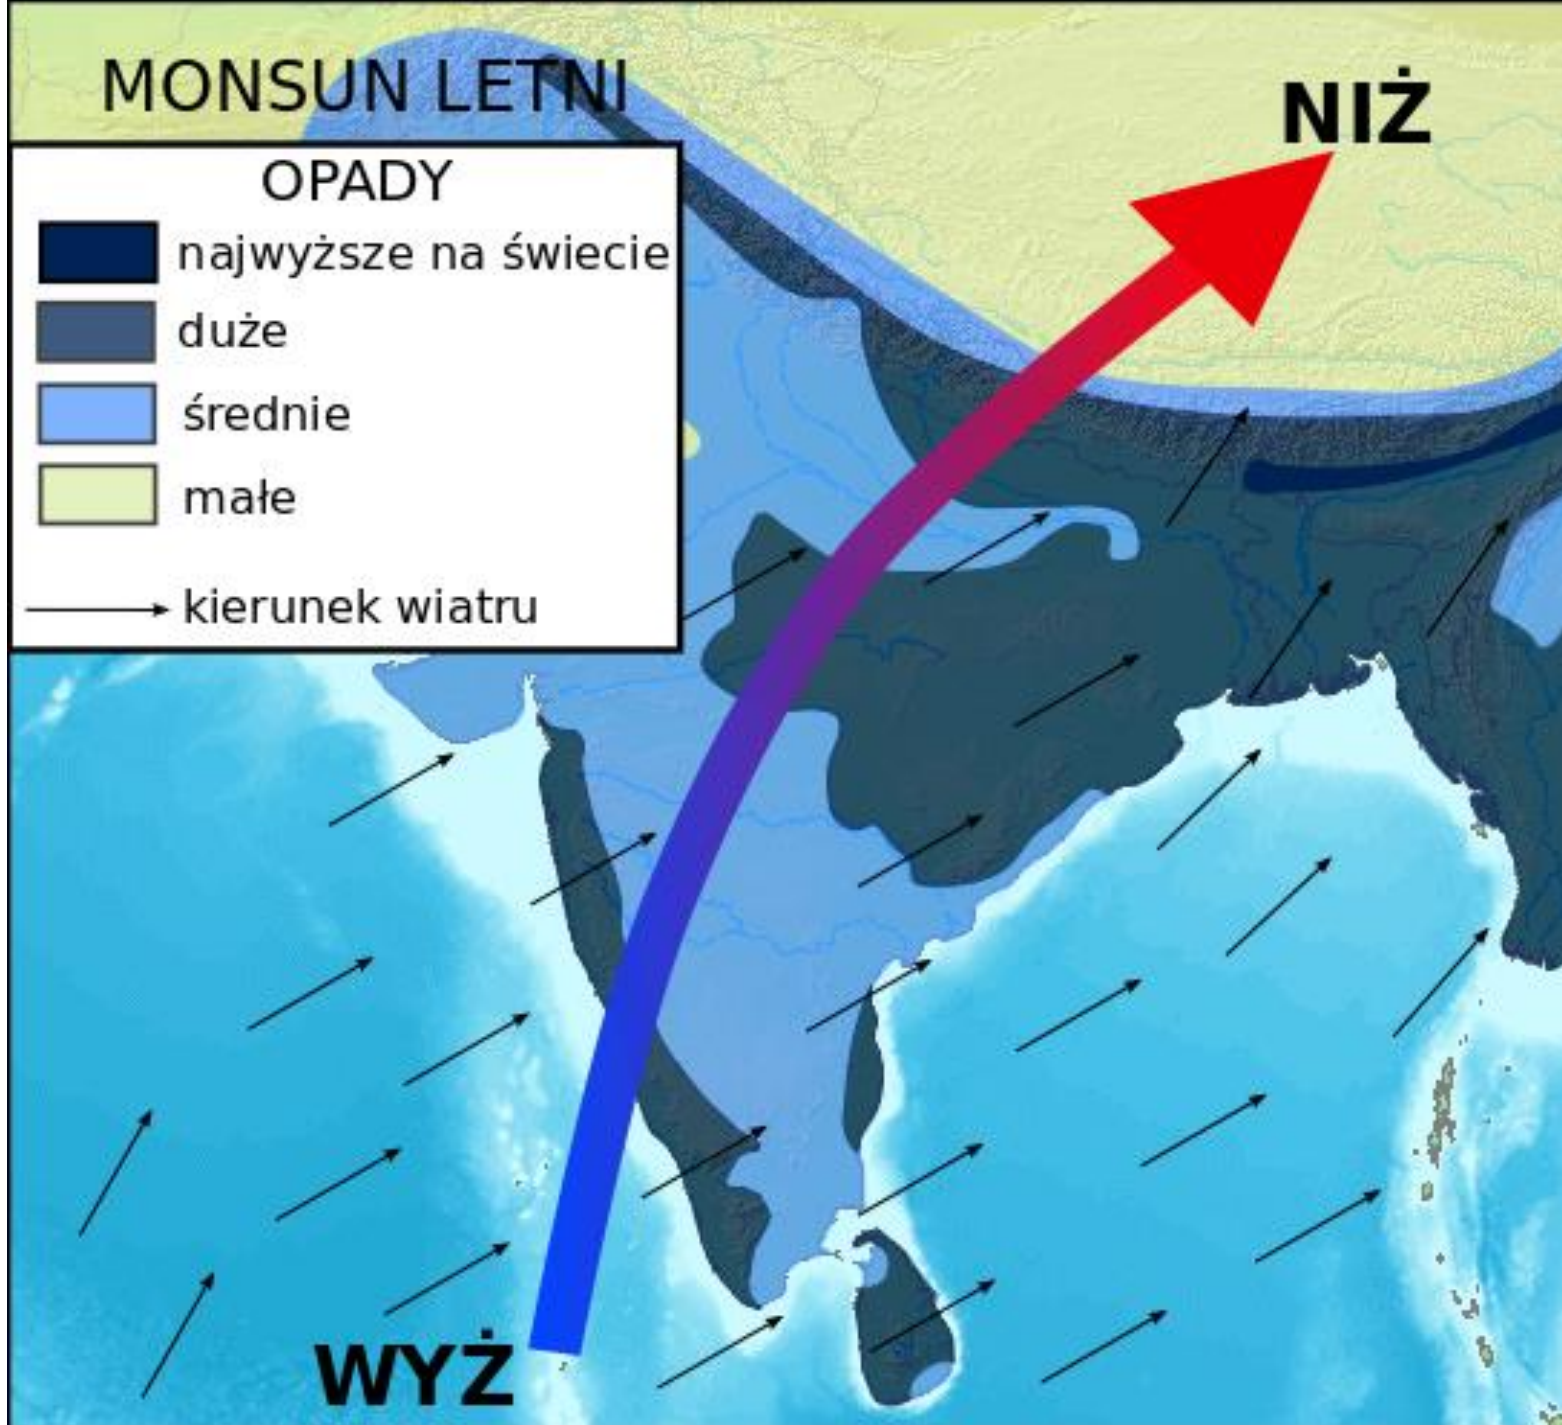 MONSUN LETNI
NIŻ
OPADY
najwyższe na świecie
duże
średnie
małe
kierunek wiatru
WYŻ